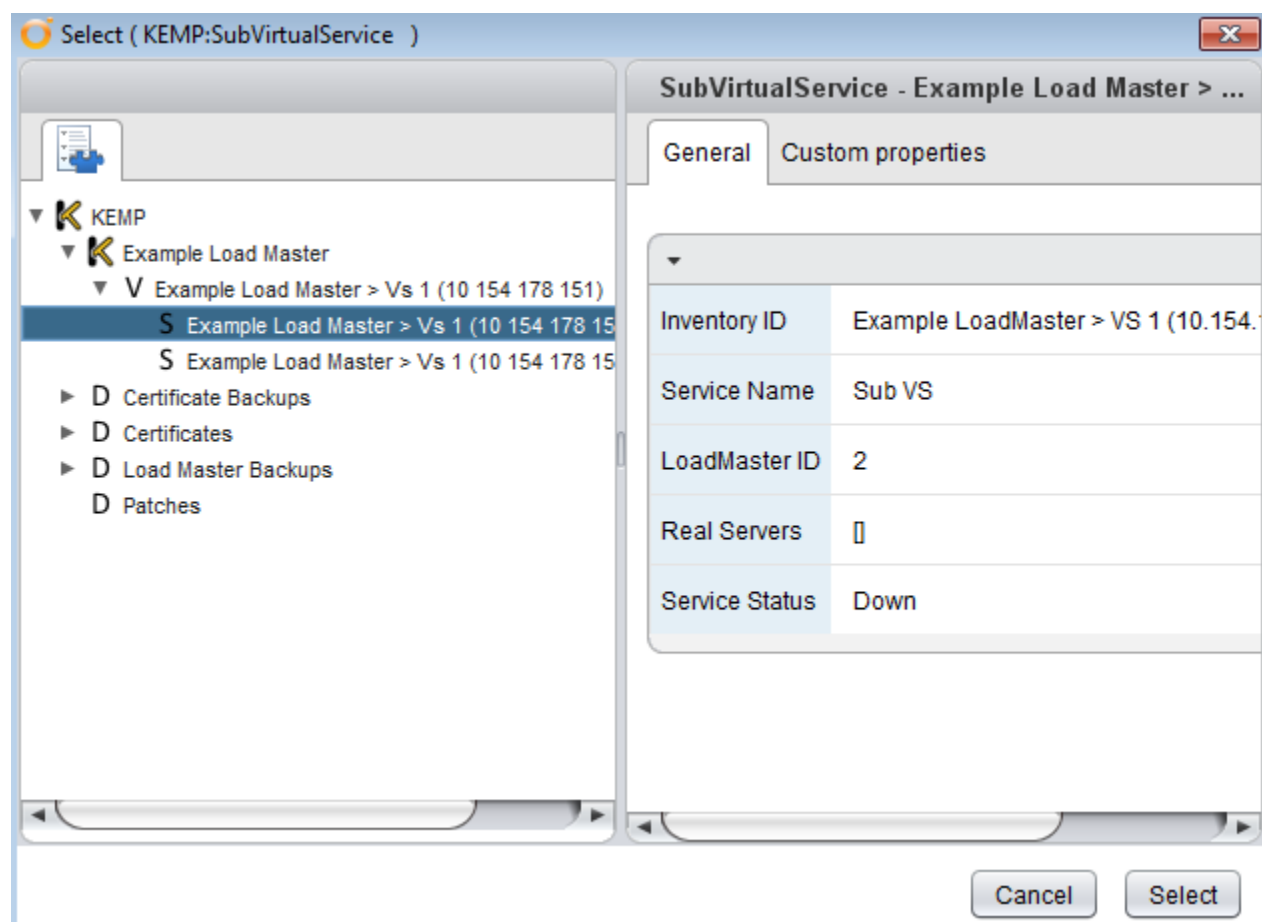 Select ( KEMP:SubVirtualService )
SubVirtualService - Example Load Master > ...
General Custom properties
KEMP
Example Load Master
V Example Load Master > Vs 1 (10 154 178 151)
S Example Load Master > Vs 1 (10 154 178 15
S Example Load Master > Vs 1 (10 154 178 15
D Certificate Backups
D Certificates
D Load Master Backups
D Patches
Inventory ID Example LoadMaster > VS 1 (10.154.
Service Name Sub VS
LoadMaster ID 2
Real Servers []
Service Status Down
Cancel Select